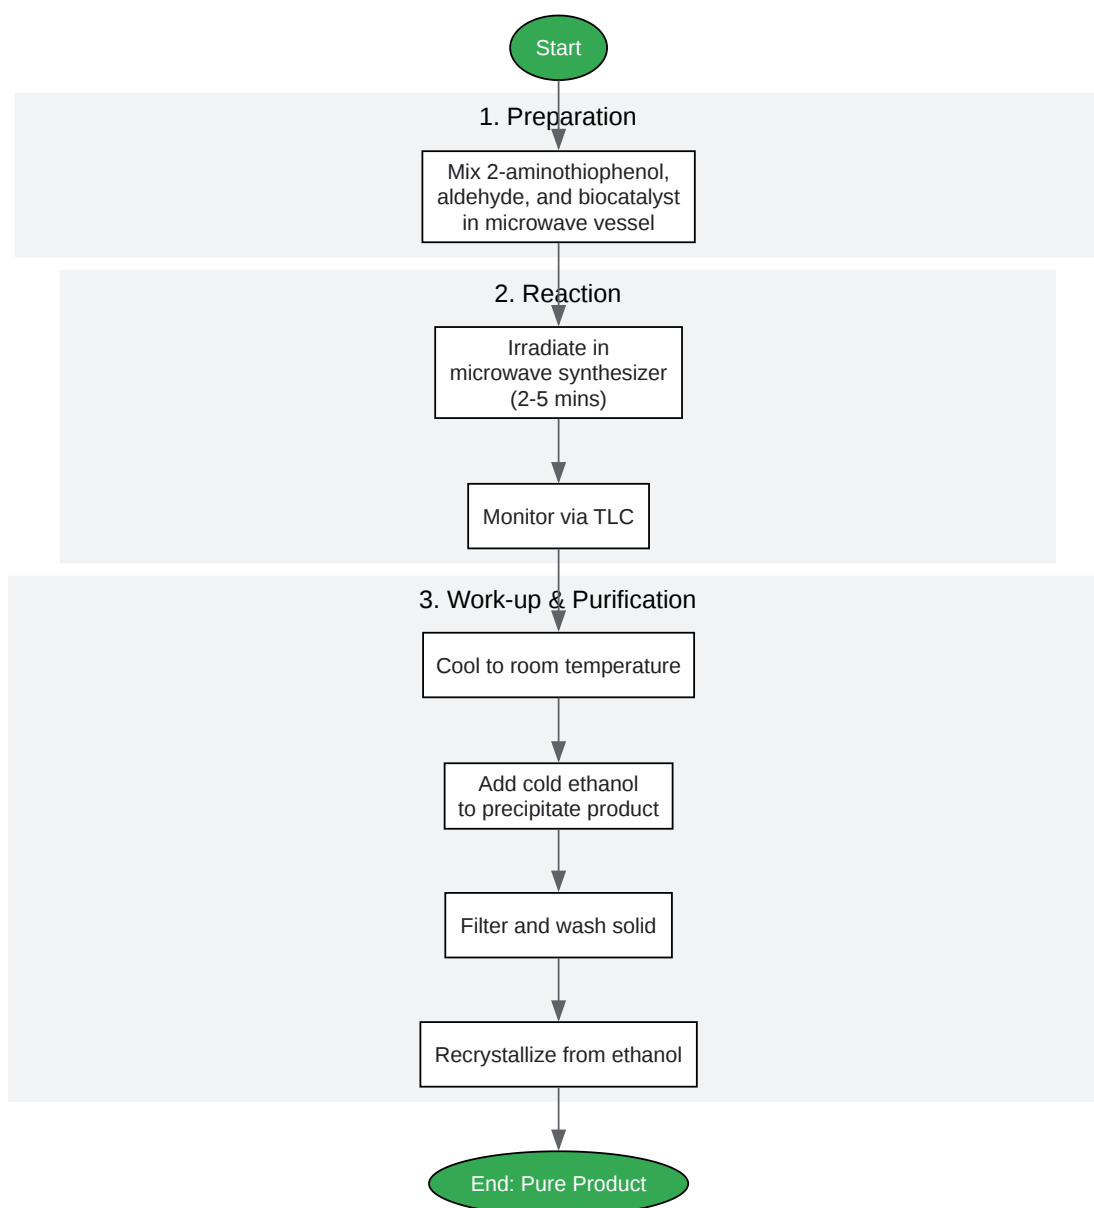 Start
1. Preparation
Mix 2-aminothiophenol,
aldehyde, and biocatalyst
in microwave vessel
2. Reaction
Irradiate in
microwave synthesizer
(2-5 mins)
Monitor via TLC
3. Work-up & Purification
Cool to room temperature
Add cold ethanol
to precipitate product
Filter and wash solid
Recrystallize from ethanol
End: Pure Product